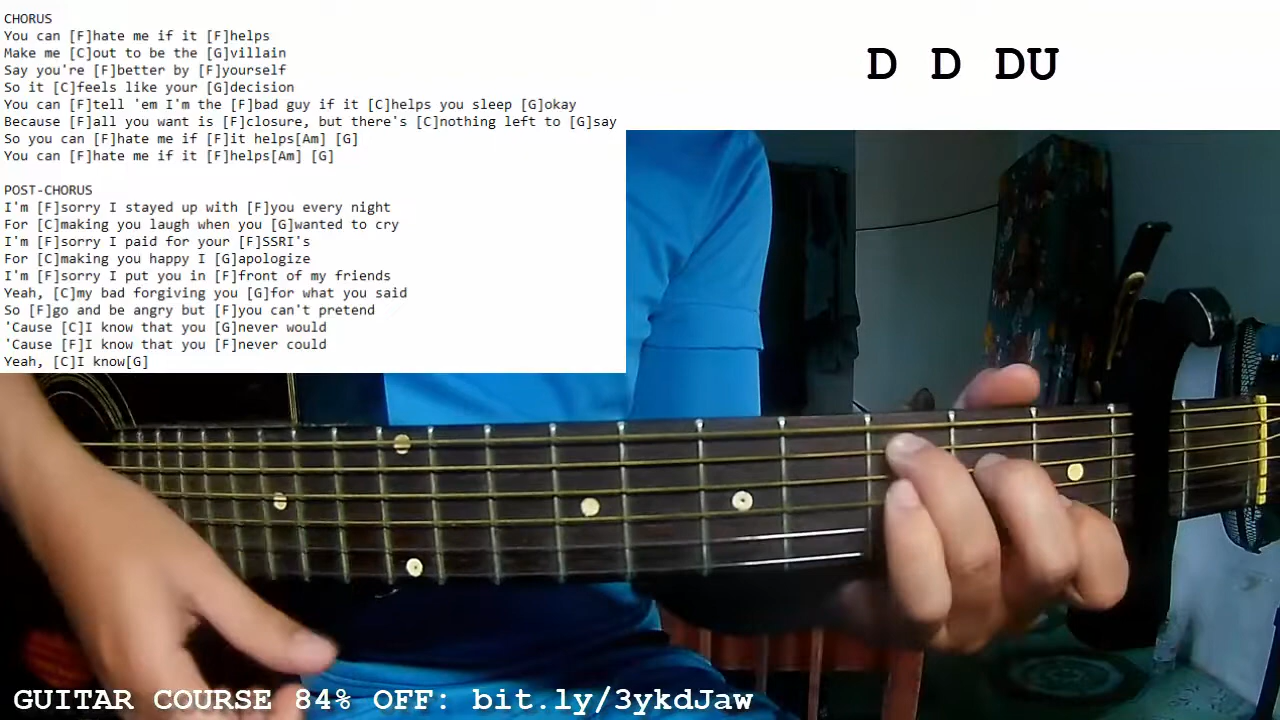 CHORUS
You can [F]hate me if it [F]helps
Make me [C]out to be the [G]villain
Say you're [F]better by [F]yourself
So it [C]feels like your [G]decision
You can [F]tell 'em I'm the [F]bad guy if it [C]helps you sleep [G]okay
Because [F]all you want is [F]closure, but there's [C]nothing left to [G]say
So you can [F]hate me if [F]it helps[Am] [G]
You can [F]hate me if it [F]helps[Am] [G]
POST-CHORUS
I'm [F]sorry I stayed up with [F]you every night
For [C]making you laugh when you [G]wanted to cry
I'm [F]sorry I paid for your [F]SSRI's
For [C]making you happy I [G]apologize
I'm [F]sorry I put you in [F]front of my friends
Yeah, [C]my bad forgiving you [G]for what you said
So [F]go and be angry but [F]you can't pretend
'Cause [C]I know that you [G]never would
'Cause [F]I know that you [F]never could
Yeah, [C]I know[G]
D D DU
GUITAR COURSE 84% OFF: bit.ly/3ykdJaw